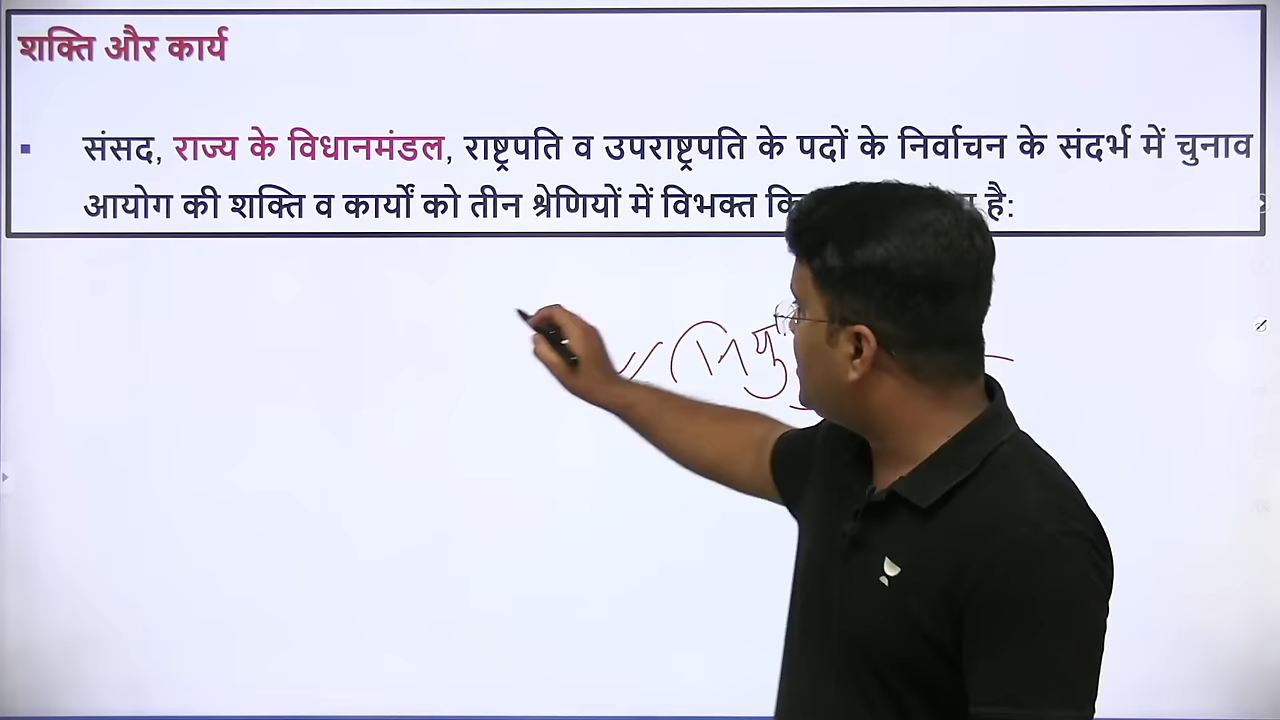 शक्ति और कार्य
▪ संसद, राज्य के विधानमंडल, राष्ट्रपति व उपराष्ट्रपति के पदों के निर्वाचन के संदर्भ में चुनाव
आयोग की शक्ति व कार्यों को तीन श्रेणियों में विभक्त है: